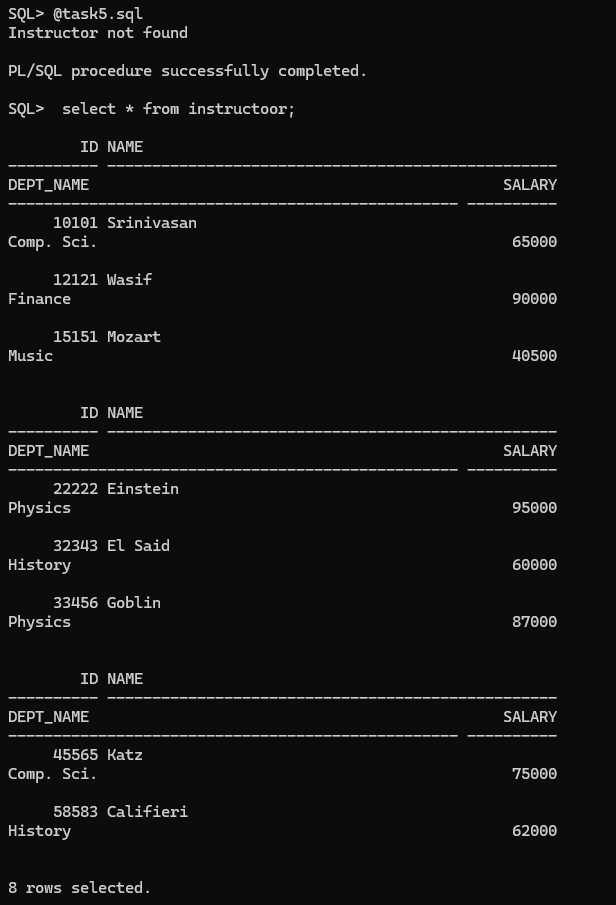 SQL> @task5.sql
Instructor not found
PL/SQL procedure successfully completed.
SQL>  select * from instructoor;
        ID NAME
---------- --------------------------------------------------
DEPT_NAME                                              SALARY
-------------------------------------------------- ----------
     10101 Srinivasan
Comp. Sci.                                              65000
     12121 Wasif
Finance                                                 90000
     15151 Mozart
Music                                                   40500
        ID NAME
---------- --------------------------------------------------
DEPT_NAME                                              SALARY
-------------------------------------------------- ----------
     22222 Einstein
Physics                                                 95000
     32343 El Said
History                                                 60000
     33456 Goblin
Physics                                                 87000
        ID NAME
---------- --------------------------------------------------
DEPT_NAME                                              SALARY
-------------------------------------------------- ----------
     45565 Katz
Comp. Sci.                                              75000
     58583 Califieri
History                                                 62000
8 rows selected.